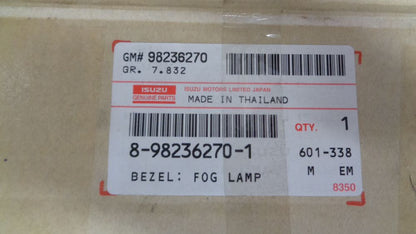 GM# 98236270
GR. 7.832
ISUZU
GENUINE PARTS
ISUZU MOTORS LIMITED JAPAN
MADE IN THAILAND
QTY. 1
8-98236270-1
601-338
BEZEL: FOG LAMP
M EM
8350